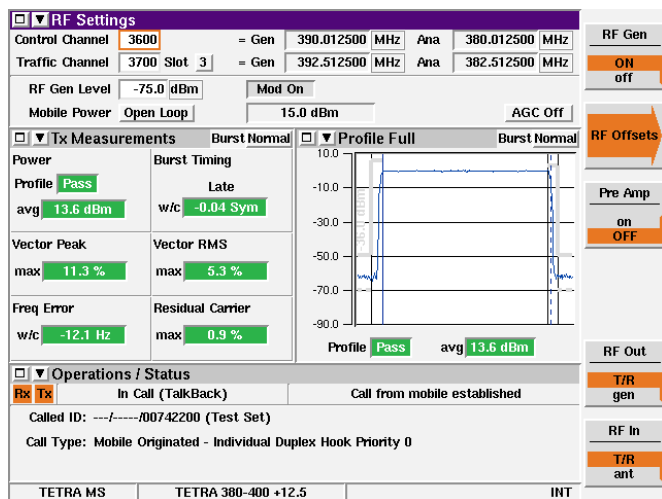 RF Settings
Control Channel 3600 = Gen 390.012500 MHz Ana 380.012500 MHz
Traffic Channel 3700 Slot 3 = Gen 392.512500 MHz Ana 382.512500 MHz
RF Gen Level -75.0 dBm Mod On
Mobile Power Open Loop 15.0 dBm AGC Off
Tx Measurements Burst Normal
Power
Profile Pass
avg 13.6 dBm
Burst Timing
Late
w/c -0.04 Sym
Vector Peak
max 11.3 %
Vector RMS
max 5.3 %
Freq Error
w/c -12.1 Hz
Residual Carrier
max 0.9 %
Profile Full Burst Normal
10.0
-10.0
-30.0
-50.0
-70.0
-90.0
-36.0 dBm
Profile Pass avg 13.6 dBm
Operations / Status
Rx Tx In Call (TalkBack) Call from mobile established
Called ID: ---/-----/00742200 (Test Set)
Call Type: Mobile Originated - Individual Duplex Hook Priority 0
TETRA MS TETRA 380-400 +12.5 INT
RF Gen
ON
off
RF Offsets
Pre Amp
on
OFF
RF Out
T/R
gen
RF In
T/R
ant